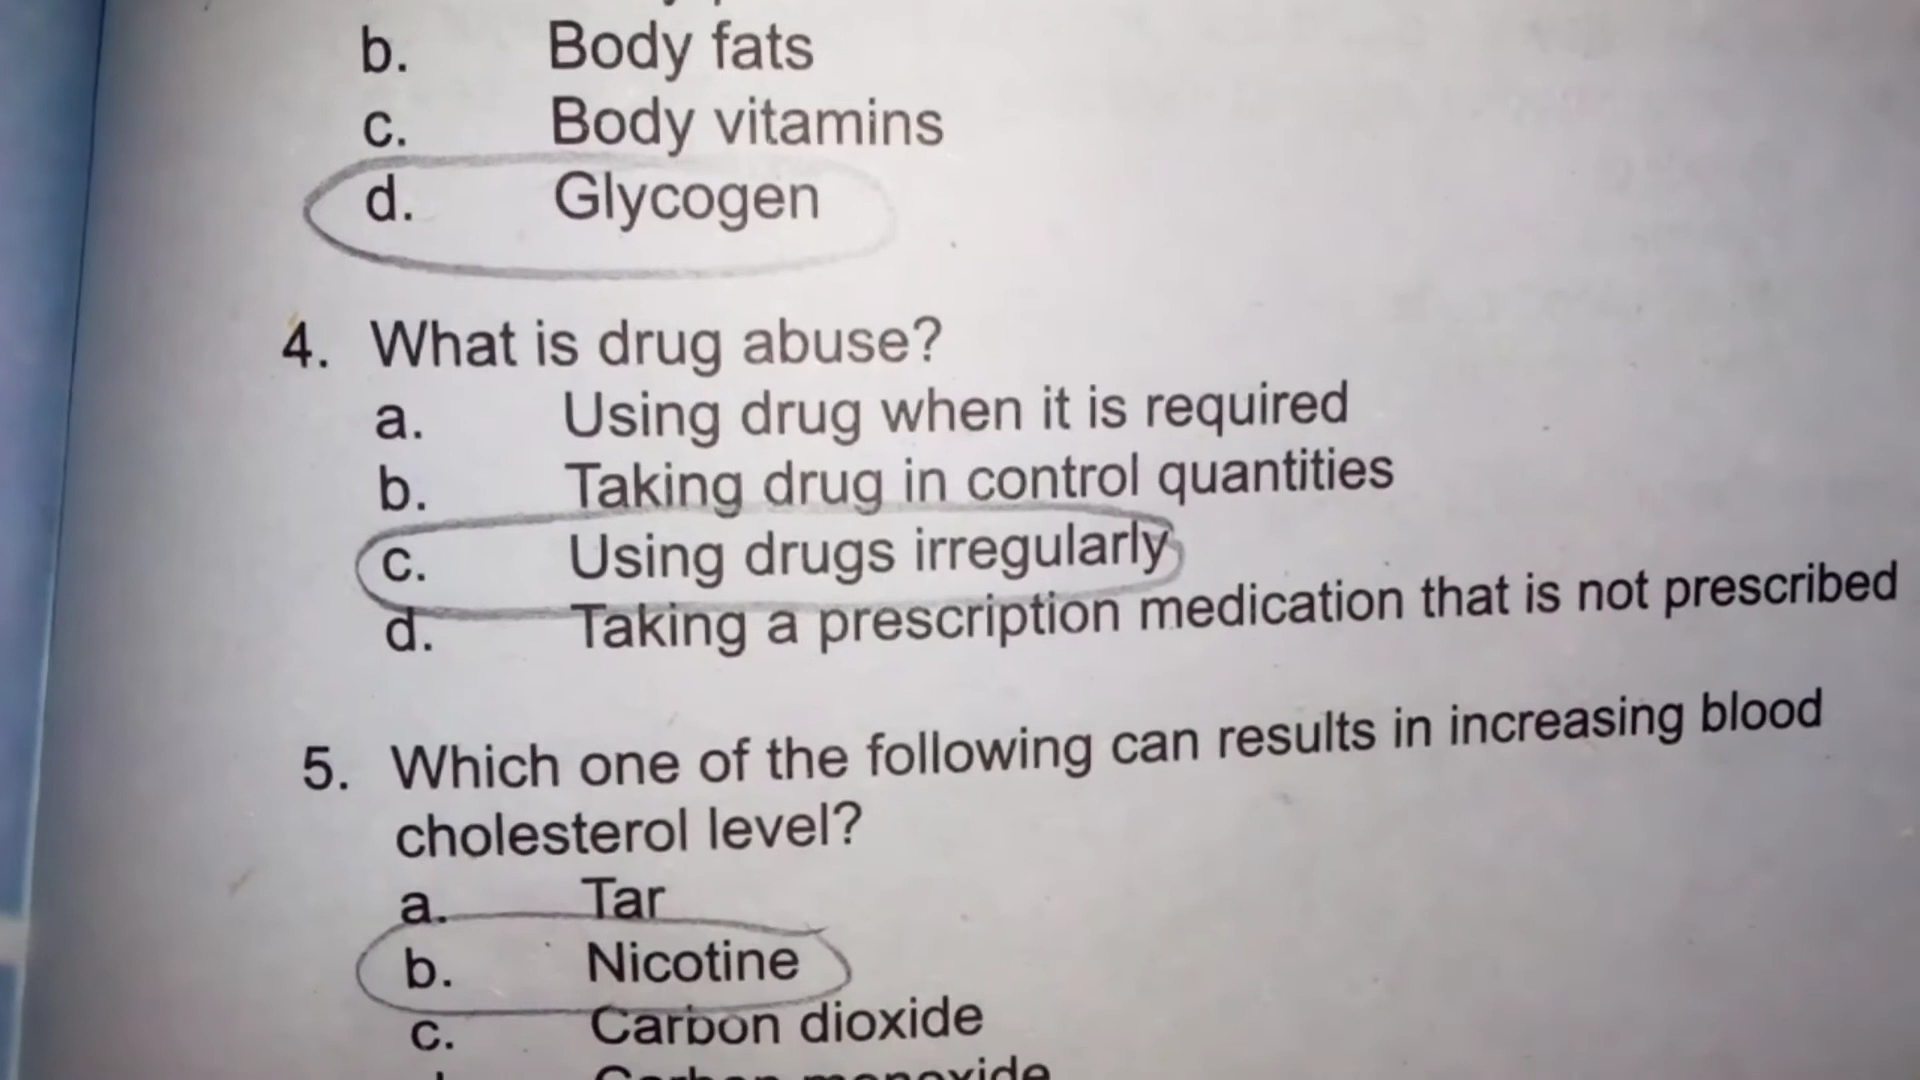 b. Body fats
c. Body vitamins
d. Glycogen
4. What is drug abuse?
a. Using drug when it is required
b. Taking drug in control quantities
c. Using drugs irregularly
d. Taking a prescription medication that is not prescribed
5. Which one of the following can results in increasing blood
cholesterol level?
a. Tar
b. Nicotine
c. Carbon dioxide
Carbon monoxide